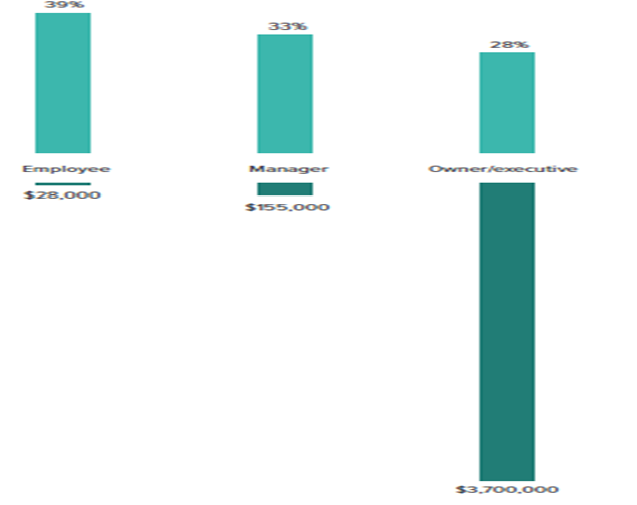 39%
33%
28%
Employee
Manager
Owner/executive
$28,000
$155,000
$3,700,000